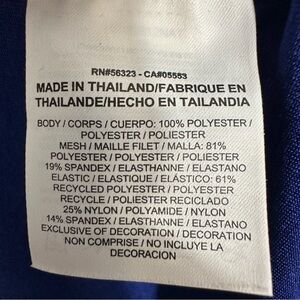 RN#56323 - CA#05553
MADE IN THAILAND/FABRIQUE EN
THAILANDE/HECHO EN TAILANDIA
BODY / CORPS / CUERPO: 100% POLYESTER /
POLYESTER / POLIESTER
MESH / MAILLE FILET / MALLA: 81%
POLYESTER / POLYESTER / POLIESTER
19% SPANDEX / ELASTHANNE / ELASTANO
ELASTIC / ELASTIQUE / ELÁSTICO: 61%
RECYCLED POLYESTER / POLYESTER
RECYCLE / POLIESTER RECICLADO
25% NYLON / POLYAMIDE / NYLON
14% SPANDEX / ELASTHANNE / ELASTANO
EXCLUSIVE OF DECORATION / DECORATION
NON COMPRISE / NO INCLUYE LA
DECORACION